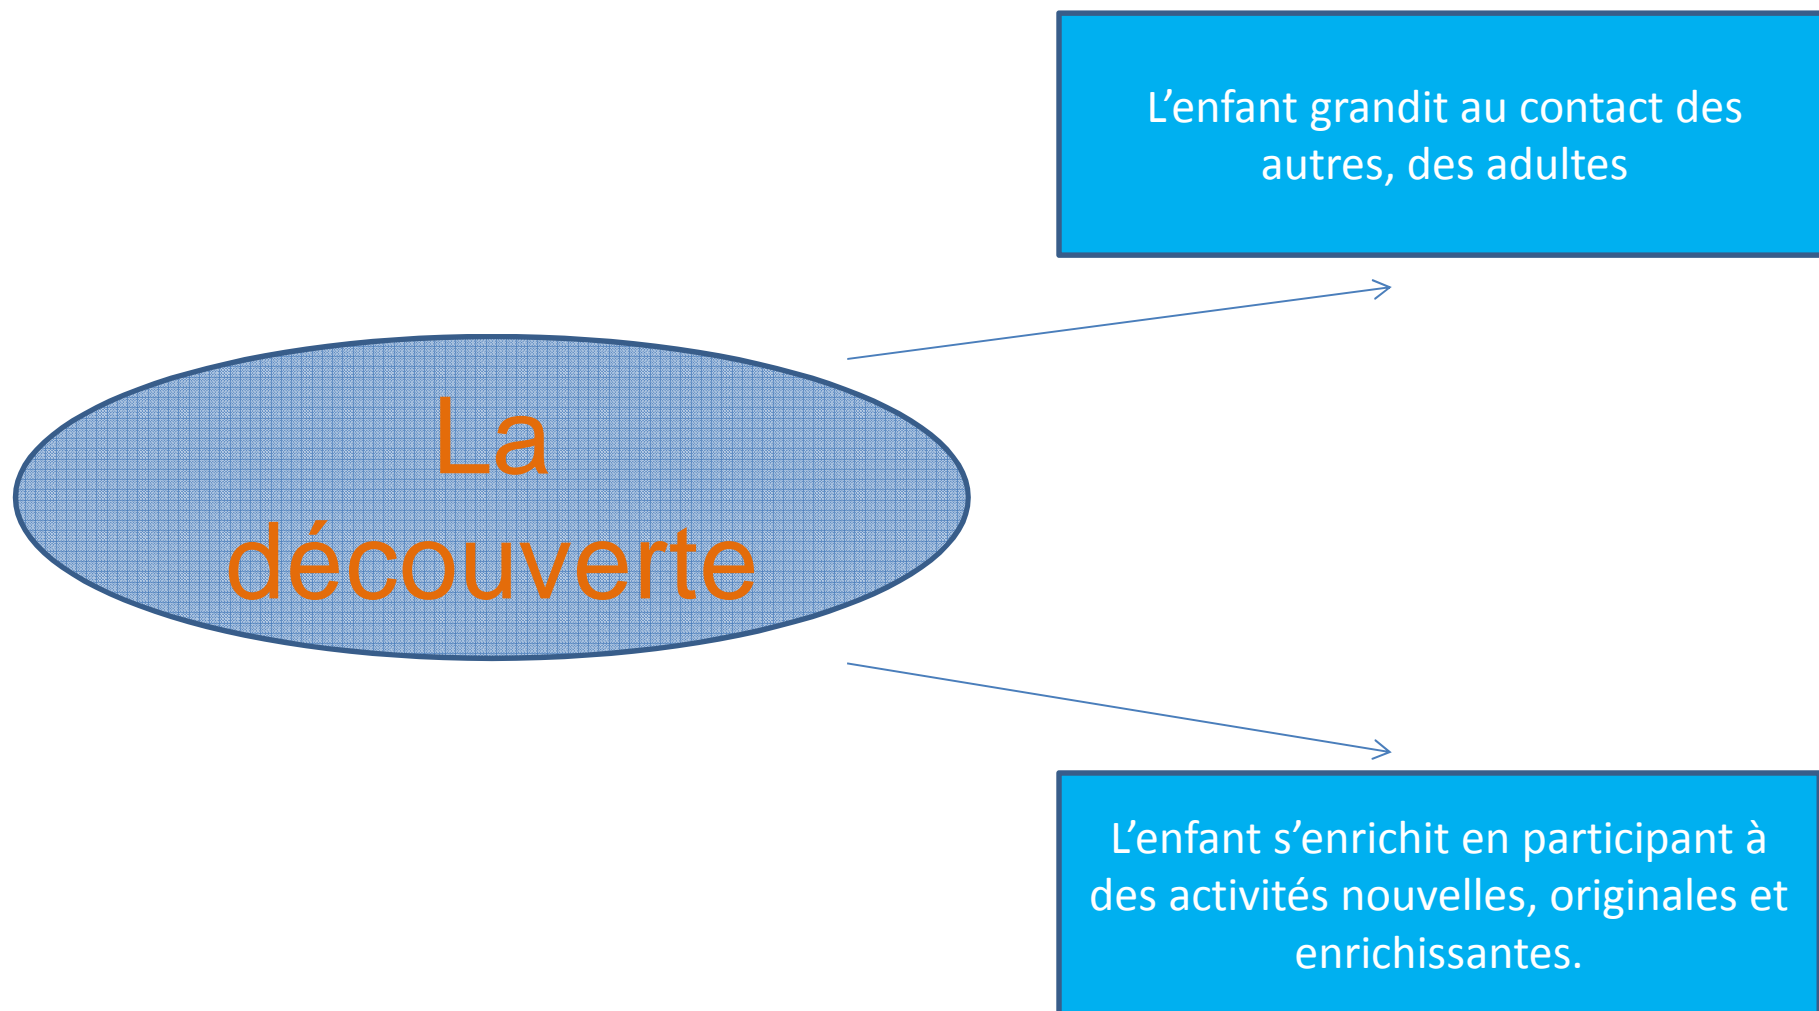 L’enfant grandit au contact des
autres, des adultes
La
découverte
L’enfant s’enrichit en participant à
des activités nouvelles, originales et
enrichissantes.